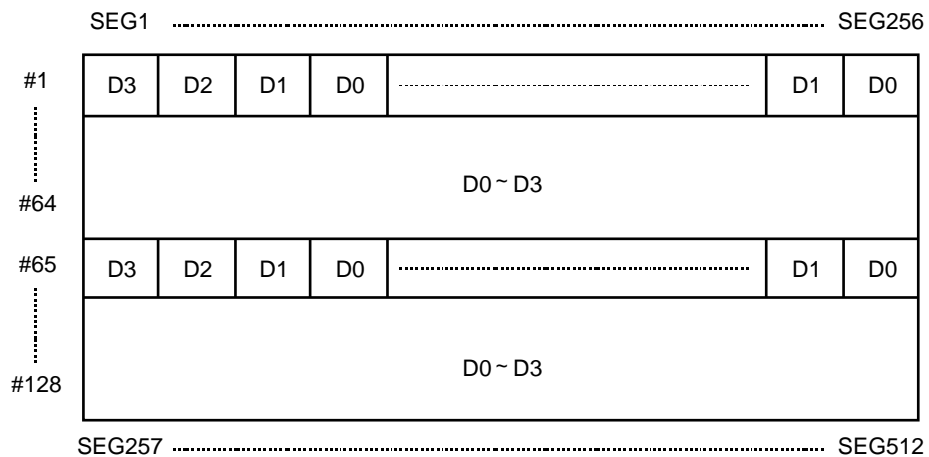 SEG1 SEG256
#1 D3 D2 D1 D0 D1 D0
D0 ~ D3
#64
#65 D3 D2 D1 D0 D1 D0
D0 ~ D3
#128
SEG257 SEG512